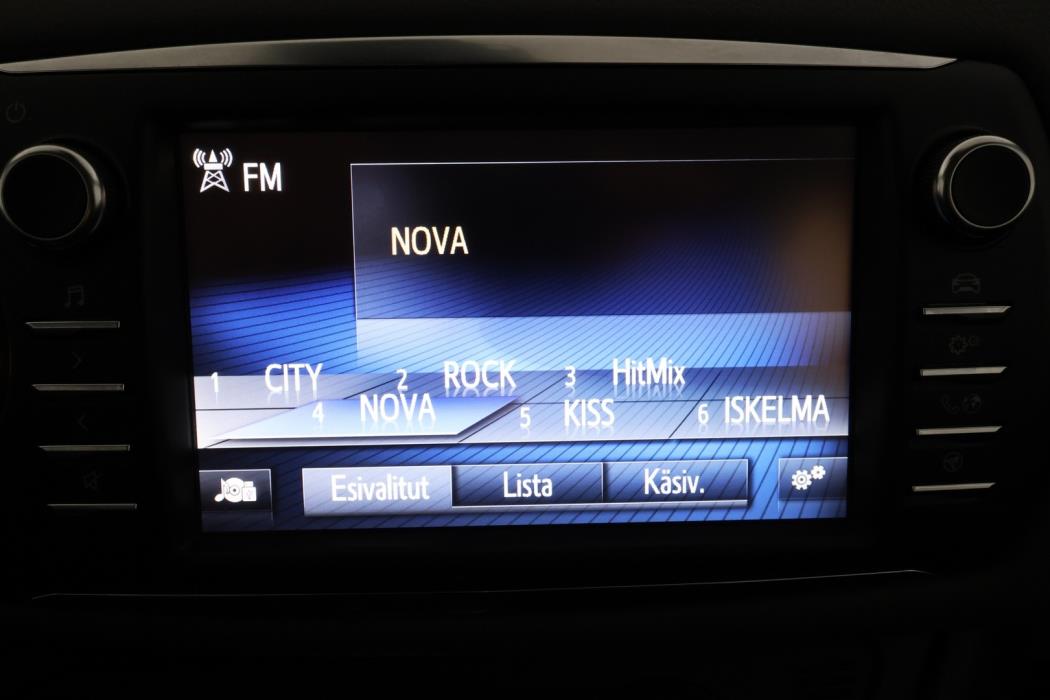 FM
NOVA
1 CITY 2 ROCK 3 HitMix
4 NOVA 5 KISS 6 ISKELMA
Esivalitut Lista Käsiv.